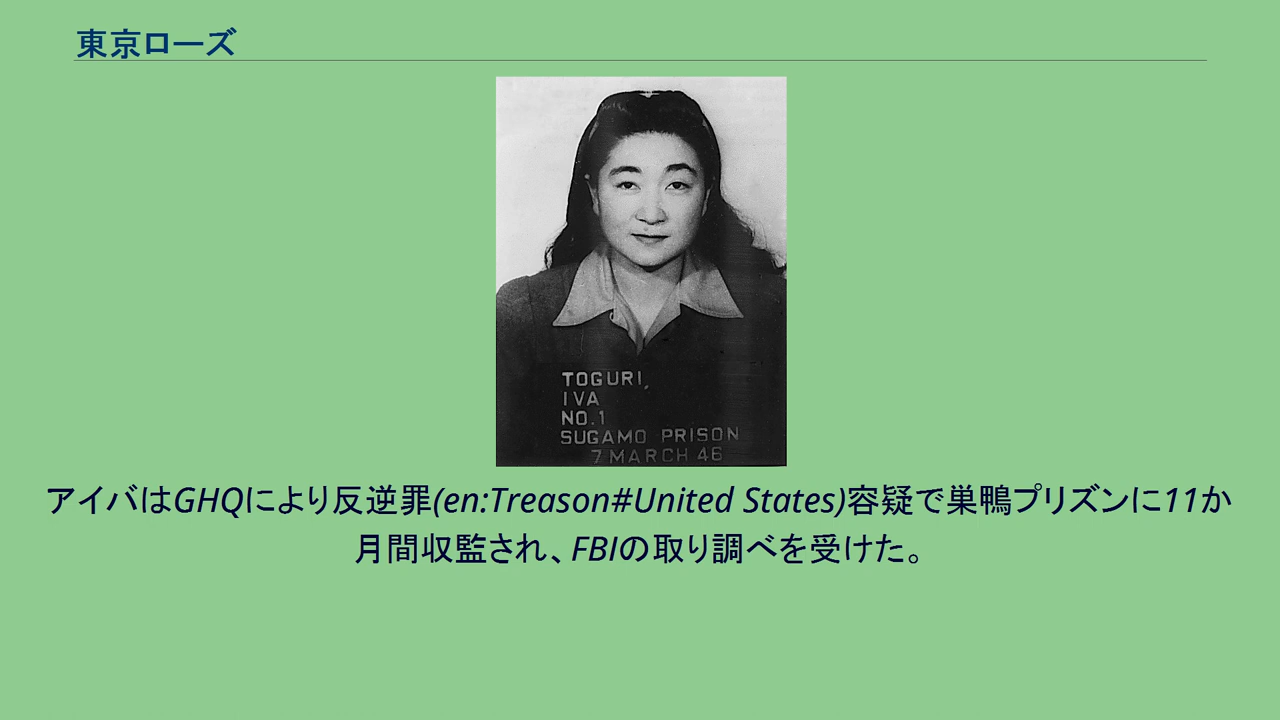 東京ローズ
TOGURI,
IVA
NO.1
SUGAMO PRISON
7 MARCH 46
アイバはGHQにより反逆罪(en:Treason#United States)容疑で巣鴨プリズンに11か
月間収監され、FBIの取り調べを受けた。